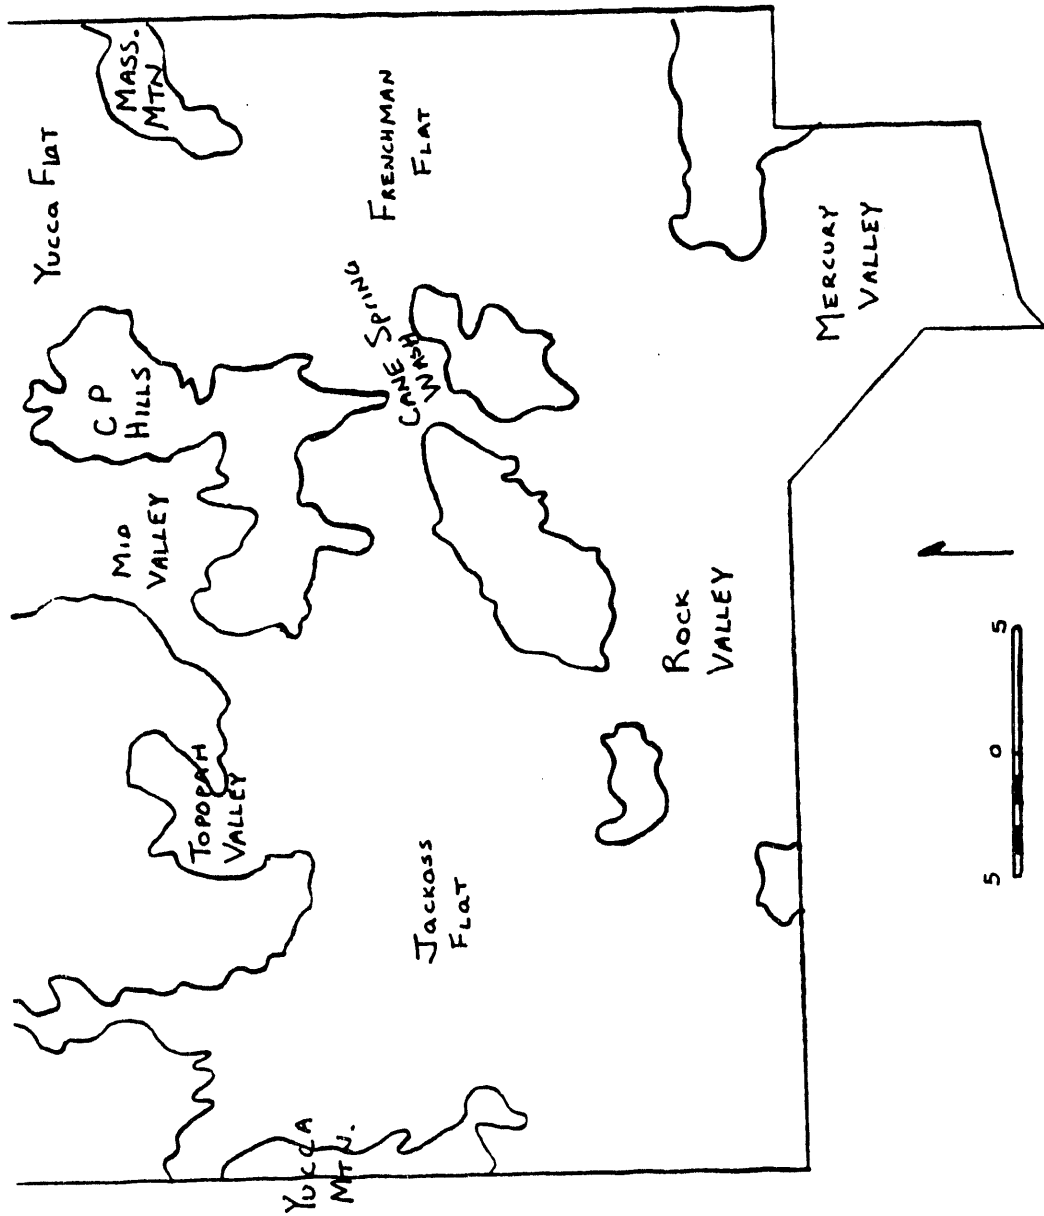 Yucca Flat
MASS.
MTN
CP
HILLS
MID
VALLEY
TOPOPAH
VALLEY
YUCCA
MTN.
FRENCHMAN
FLAT
CANE SPRING
WASH
Jackass
Flat
ROCK
VALLEY
MERCURY
VALLEY
5 0 5